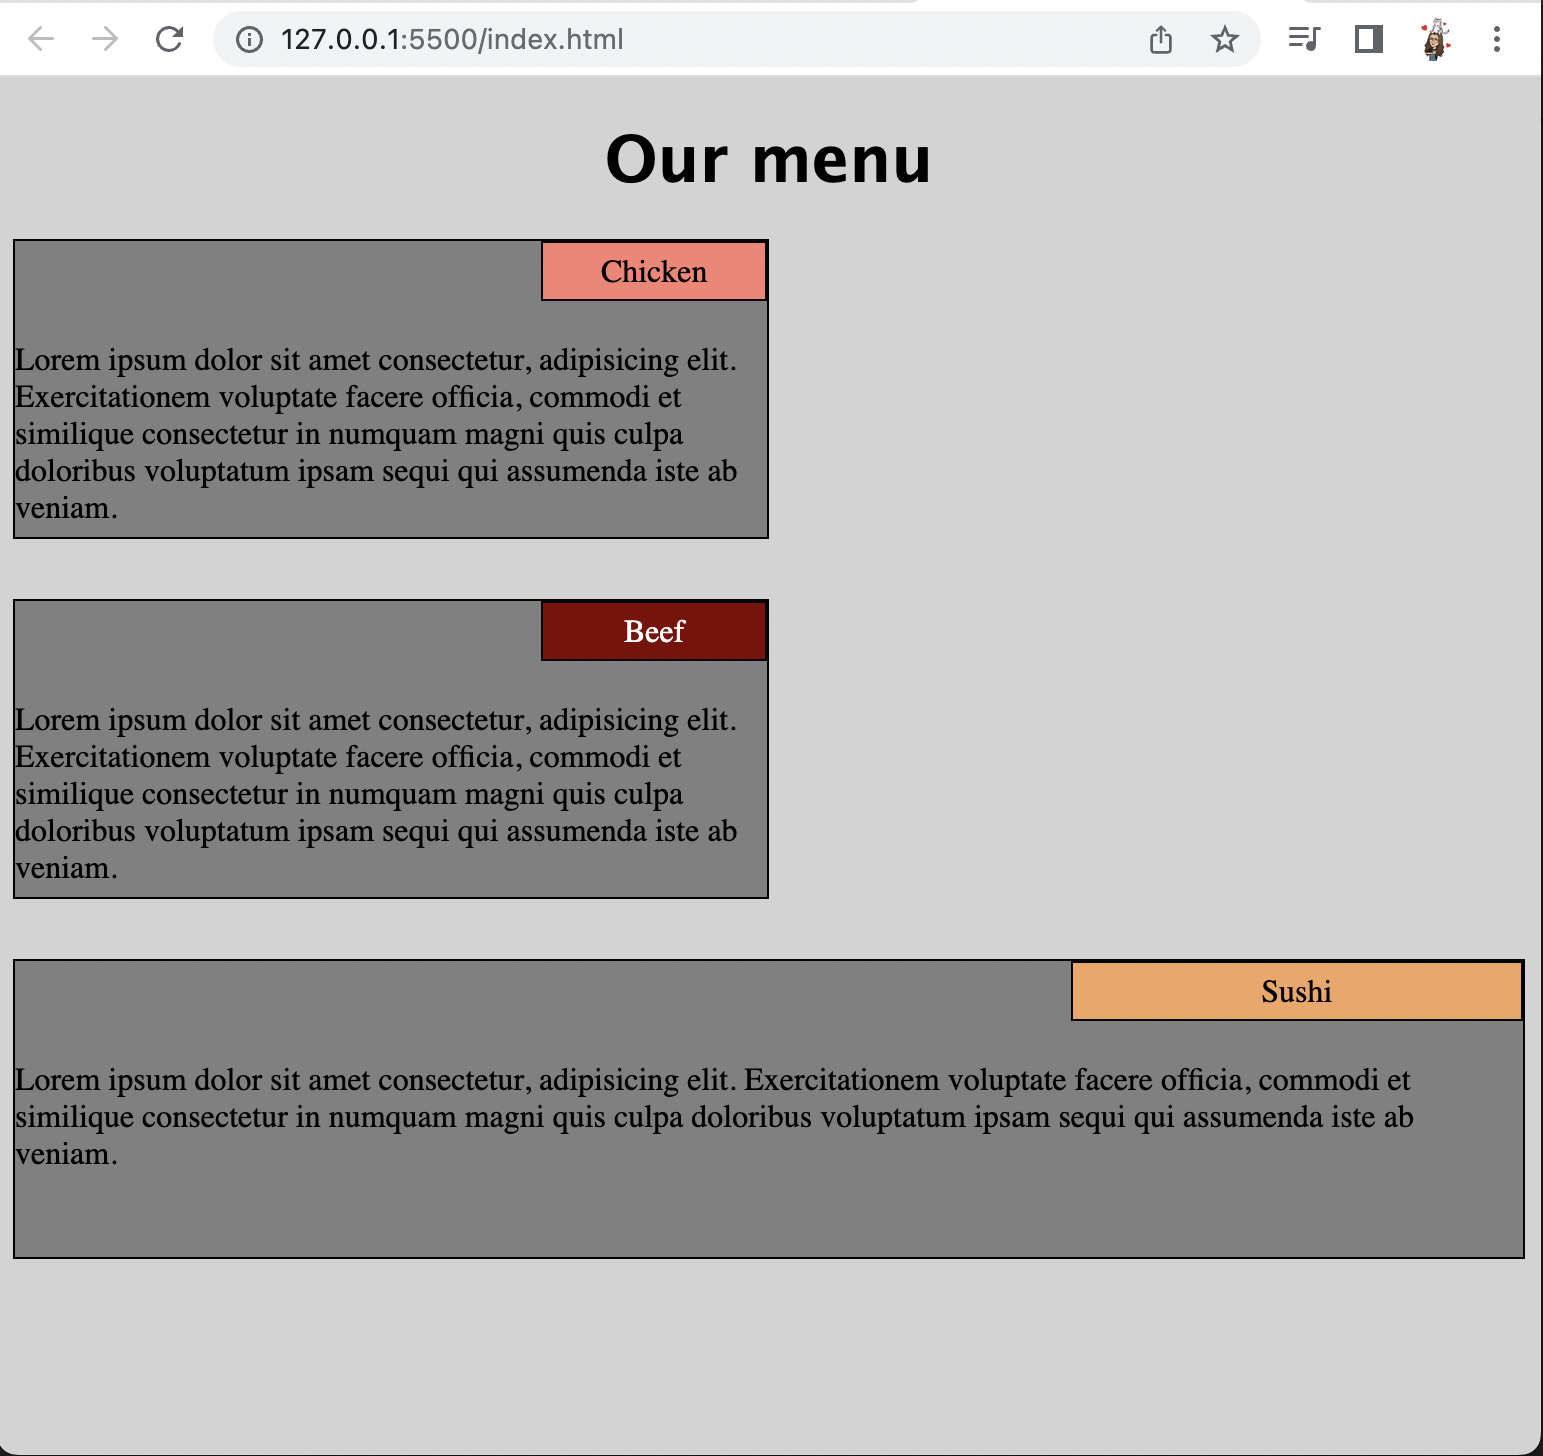 127.0.0.1:5500/index.html
Our menu
Chicken
Lorem ipsum dolor sit amet consectetur, adipisicing elit.
Exercitationem voluptate facere officia, commodi et
similique consectetur in numquam magni quis culpa
doloribus voluptatum ipsam sequi qui assumenda iste ab
veniam.
Beef
Lorem ipsum dolor sit amet consectetur, adipisicing elit.
Exercitationem voluptate facere officia, commodi et
similique consectetur in numquam magni quis culpa
doloribus voluptatum ipsam sequi qui assumenda iste ab
veniam.
Sushi
Lorem ipsum dolor sit amet consectetur, adipisicing elit. Exercitationem voluptate facere officia, commodi et
similique consectetur in numquam magni quis culpa doloribus voluptatum ipsam sequi qui assumenda iste ab
veniam.